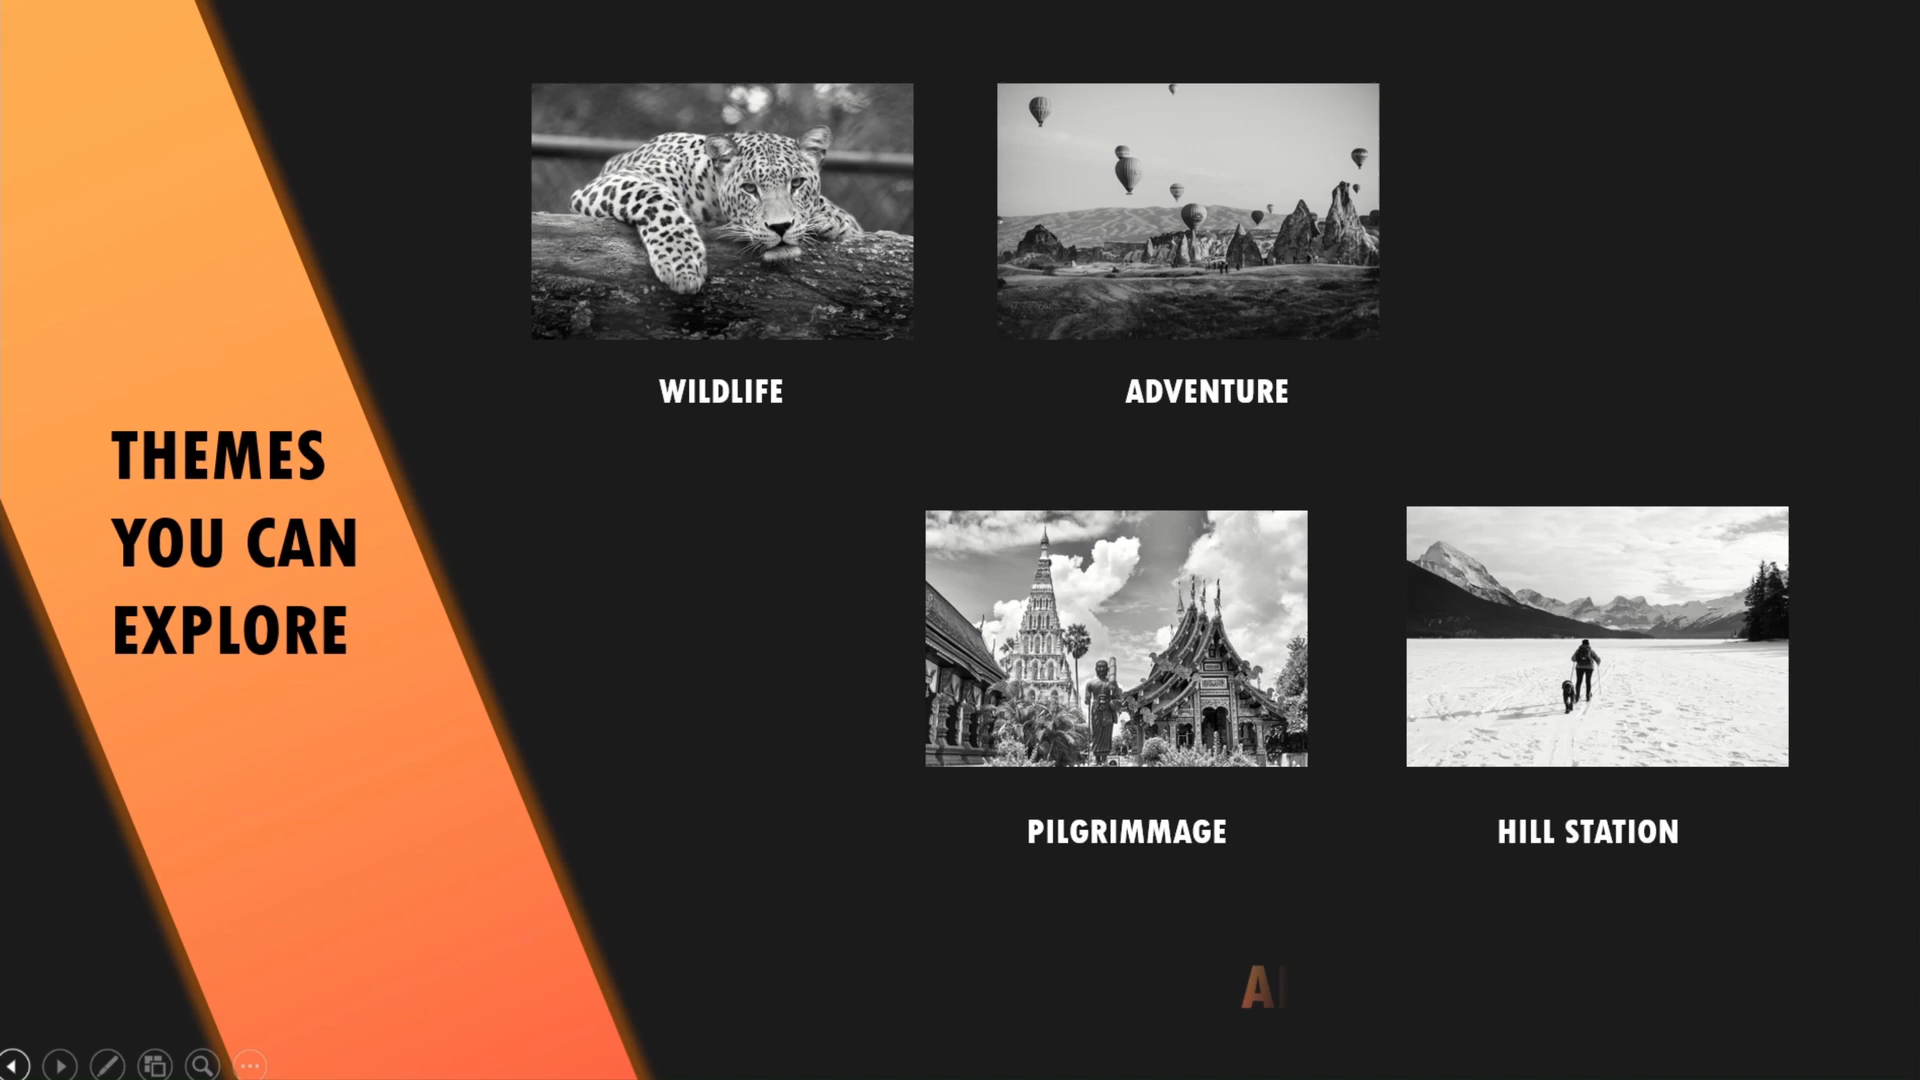 THEMES
YOU CAN
EXPLORE
WILDLIFE
ADVENTURE
PILGRIMMAGE
HILL STATION
A